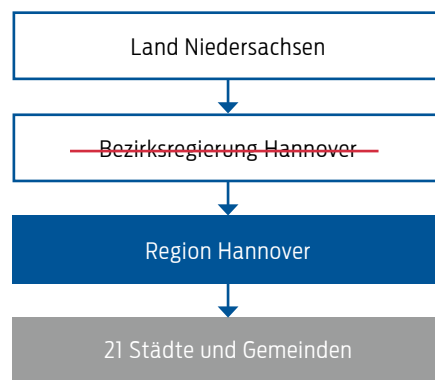 Land Niedersachsen
Bezirksregierung Hannover
Region Hannover
21 Städte und Gemeinden